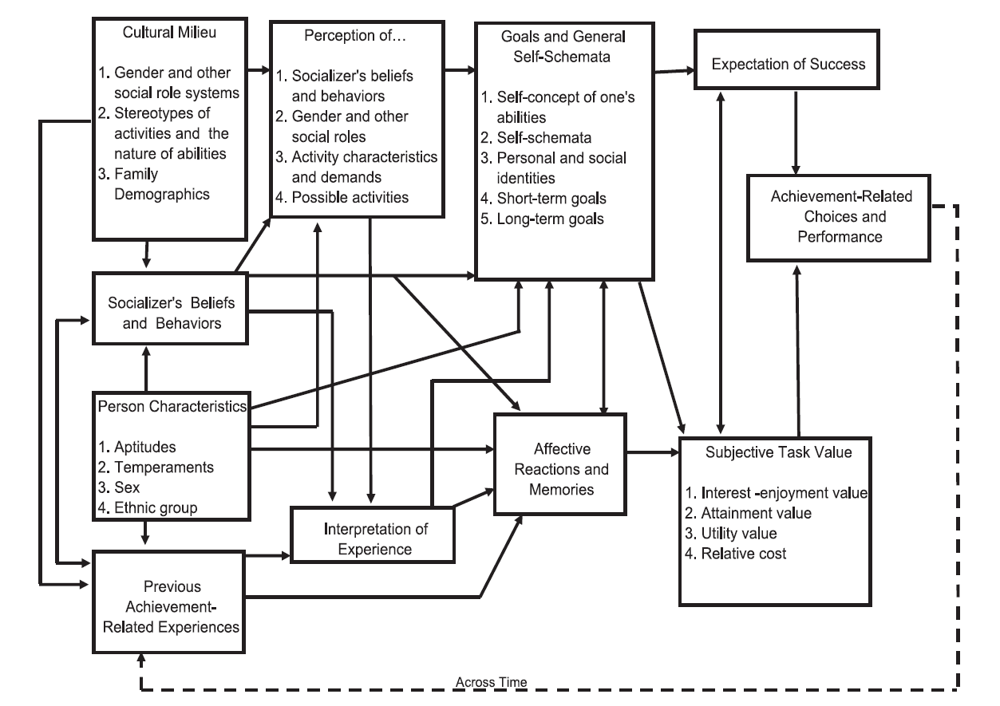 Cultural Milieu
1. Gender and other
social role systems
2. Stereotypes of
activities and the
nature of abilities
3. Family
Demographics
Perception of…
1. Socializer's beliefs
and behaviors
2. Gender and other
social roles
3. Activity characteristics
and demands
4. Possible activities
Goals and General
Self-Schemata
1. Self-concept of one's
abilities
2. Self-schemata
3. Personal and social
identities
4. Short-term goals
5. Long-term goals
Expectation of Success
Achievement-Related
Choices and
Performance
Socializer's Beliefs
and Behaviors
Person Characteristics
1. Aptitudes
2. Temperaments
3. Sex
4. Ethnic group
Affective
Reactions and
Memories
Subjective Task Value
1. Interest -enjoyment value
2. Attainment value
3. Utility value
4. Relative cost
Interpretation of
Experience
Previous
Achievement-
Related Experiences
Across Time